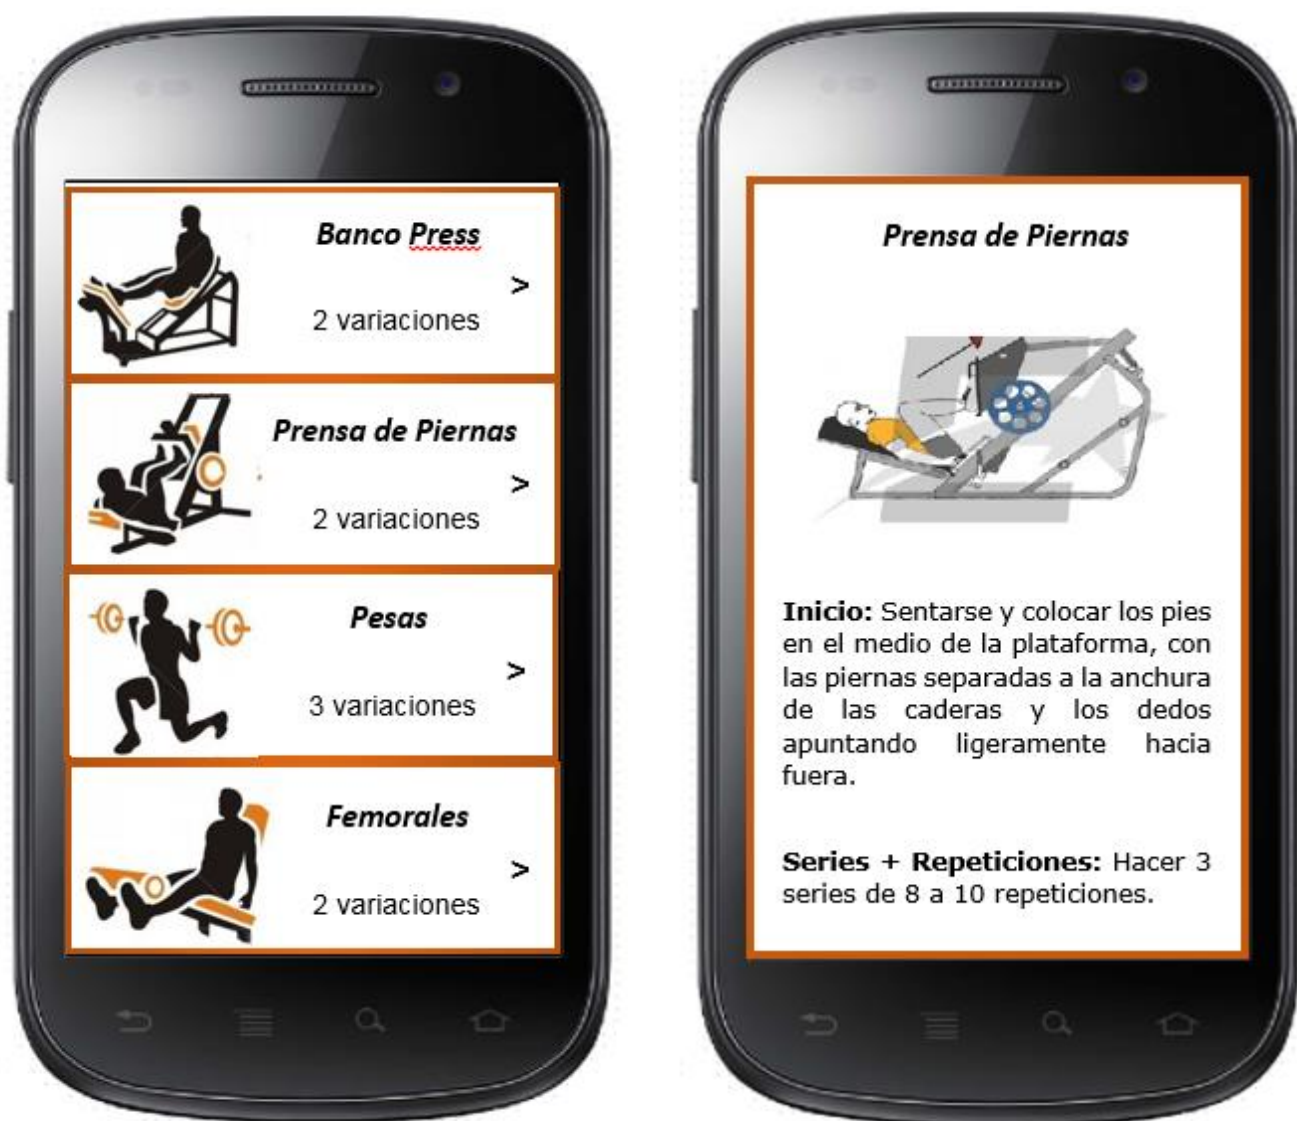 Banco Press
>
2 variaciones
Prensa de Piernas
>
2 variaciones
Pesas
>
3 variaciones
Femorales
>
2 variaciones
Prensa de Piernas
Inicio: Sentarse y colocar los pies
en el medio de la plataforma, con
las piernas separadas a la anchura
de las caderas y los dedos
apuntando ligeramente hacia
fuera.
Series + Repeticiones: Hacer 3
series de 8 a 10 repeticiones.